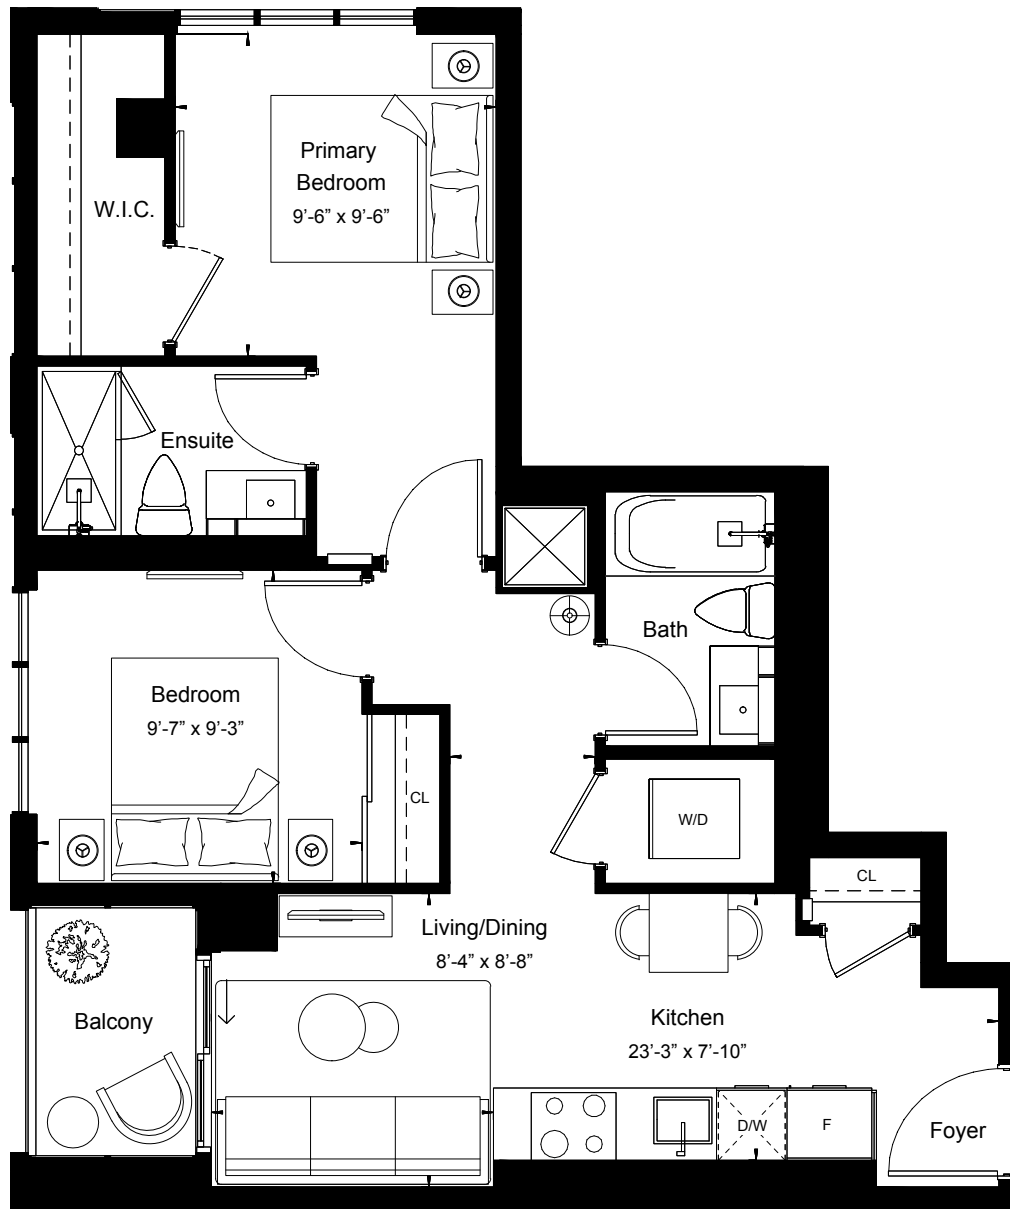 Primary
Bedroom
9’-6” x 9’-6”
W.I.C.
Ensuite
Bath
Bedroom
9’-7” x 9’-3”
CL
W/D
CL
Living/Dining
8’-4” x 8’-8”
Balcony
Kitchen
23’-3” x 7’-10”
D/W
F
Foyer